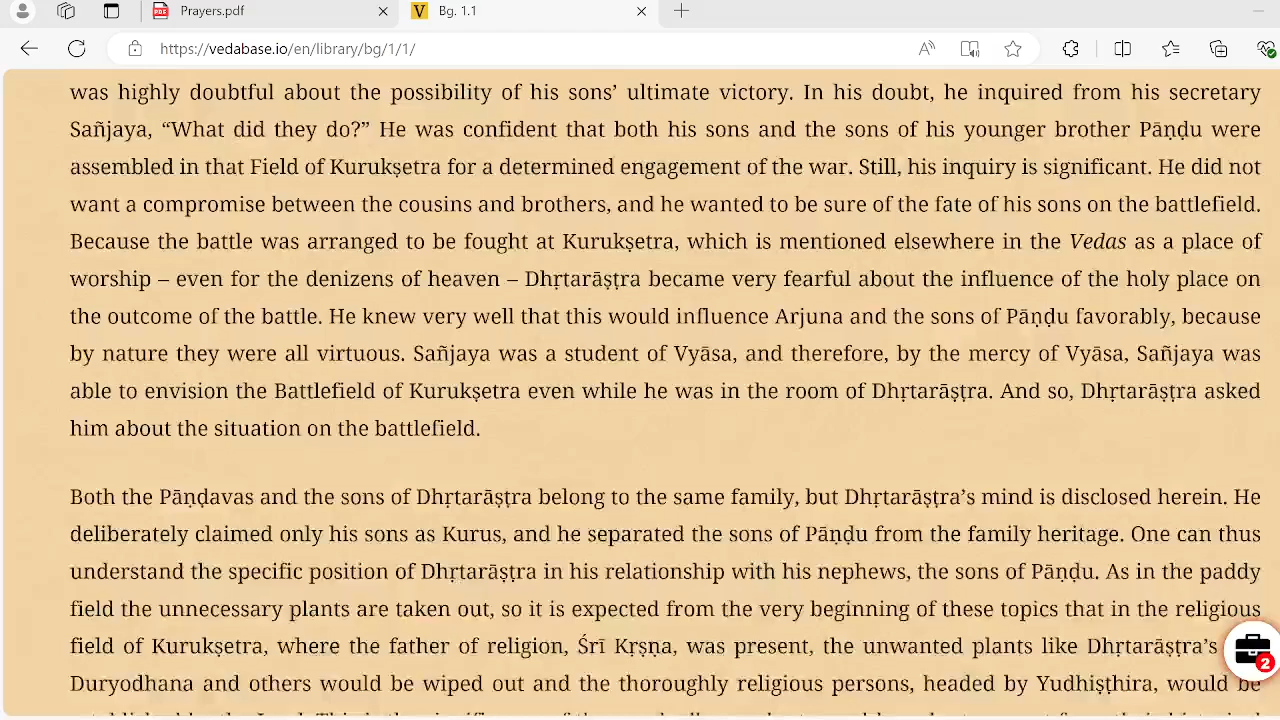 Prayers.pdf
Bg. 1.1
https://vedabase.io/en/library/bg/1/1/
was highly doubtful about the possibility of his sons’ ultimate victory. In his doubt, he inquired from his secretary
Sañjaya, “What did they do?” He was confident that both his sons and the sons of his younger brother Pāṇḍu were
assembled in that Field of Kurukṣetra for a determined engagement of the war. Still, his inquiry is significant. He did not
want a compromise between the cousins and brothers, and he wanted to be sure of the fate of his sons on the battlefield.
Because the battle was arranged to be fought at Kurukṣetra, which is mentioned elsewhere in the Vedas as a place of
worship – even for the denizens of heaven – Dhṛtarāṣṭra became very fearful about the influence of the holy place on
the outcome of the battle. He knew very well that this would influence Arjuna and the sons of Pāṇḍu favorably, because
by nature they were all virtuous. Sañjaya was a student of Vyāsa, and therefore, by the mercy of Vyāsa, Sañjaya was
able to envision the Battlefield of Kurukṣetra even while he was in the room of Dhṛtarāṣṭra. And so, Dhṛtarāṣṭra asked
him about the situation on the battlefield.
Both the Pāṇḍavas and the sons of Dhṛtarāṣṭra belong to the same family, but Dhṛtarāṣṭra’s mind is disclosed herein. He
deliberately claimed only his sons as Kurus, and he separated the sons of Pāṇḍu from the family heritage. One can thus
understand the specific position of Dhṛtarāṣṭra in his relationship with his nephews, the sons of Pāṇḍu. As in the paddy
field the unnecessary plants are taken out, so it is expected from the very beginning of these topics that in the religious
field of Kurukṣetra, where the father of religion, Śrī Kṛṣṇa, was present, the unwanted plants like Dhṛtarāṣṭra’s
2
Duryodhana and others would be wiped out and the thoroughly religious persons, headed by Yudhiṣṭhira, would be